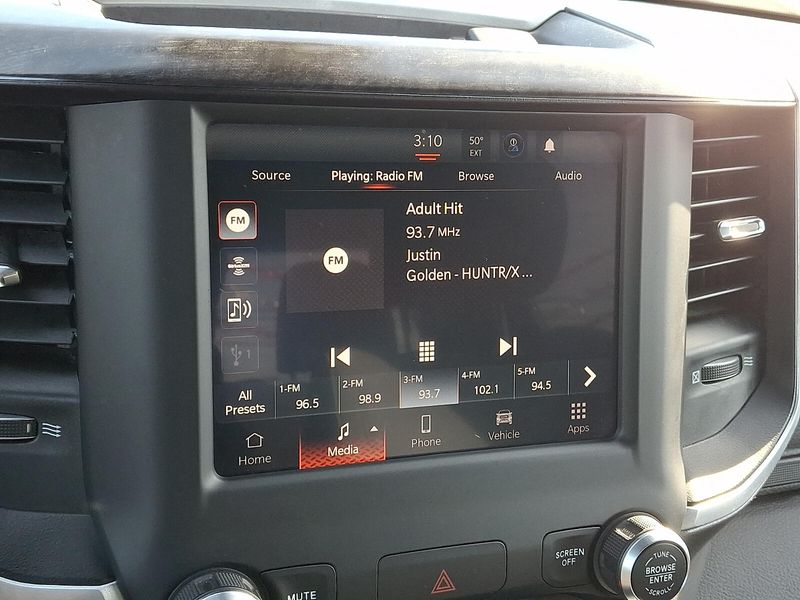 3:10
50°
EXT
Source
Playing: Radio FM
Browse
Audio
FM
Adult Hit
93.7 MHz
Justin
Golden - HUNTR/X ...
FM
SiriusXM
1
All
Presets
1-FM
96.5
2-FM
98.9
3-FM
93.7
4-FM
102.1
5-FM
94.5
Home
Media
Phone
Vehicle
Apps
MUTE
SCREEN
OFF
TUNE
BROWSE
ENTER
SCROLL